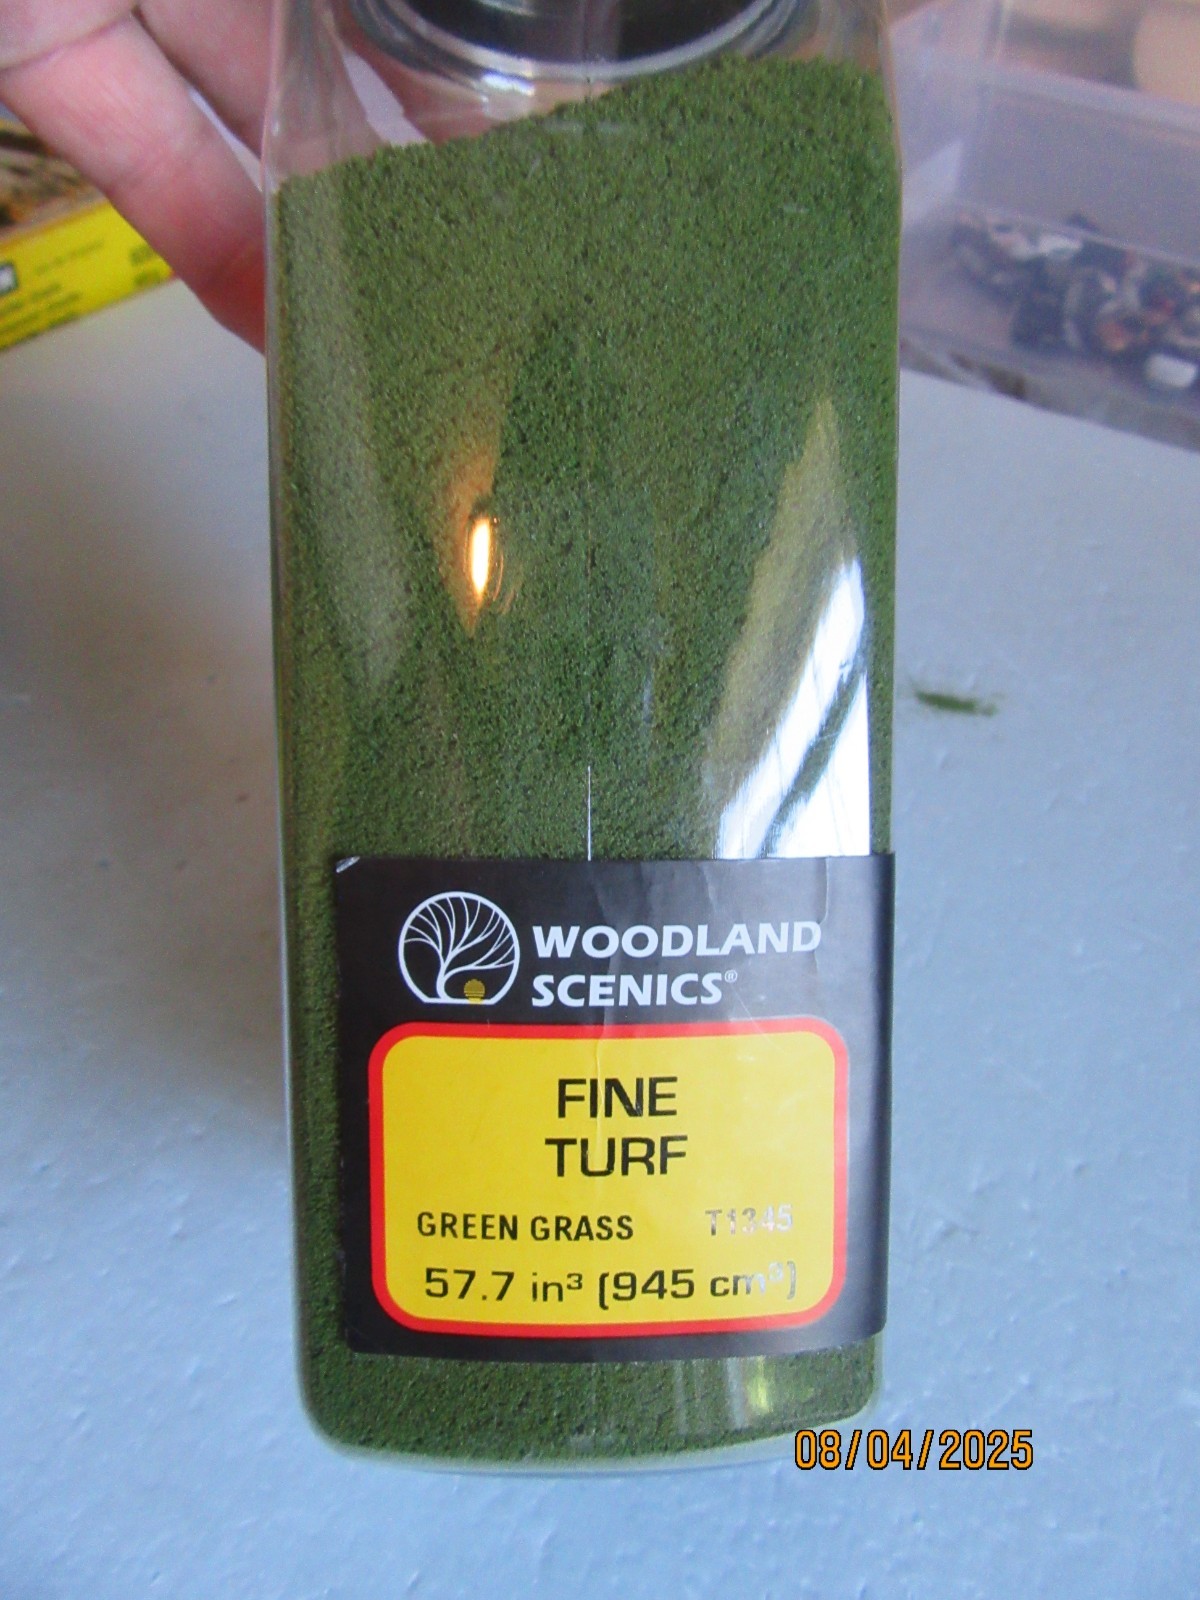 WOODLAND
SCENICS®
FINE
TURF
GREEN GRASS T1345
57.7 in³ (945 cm³)
08/04/2025